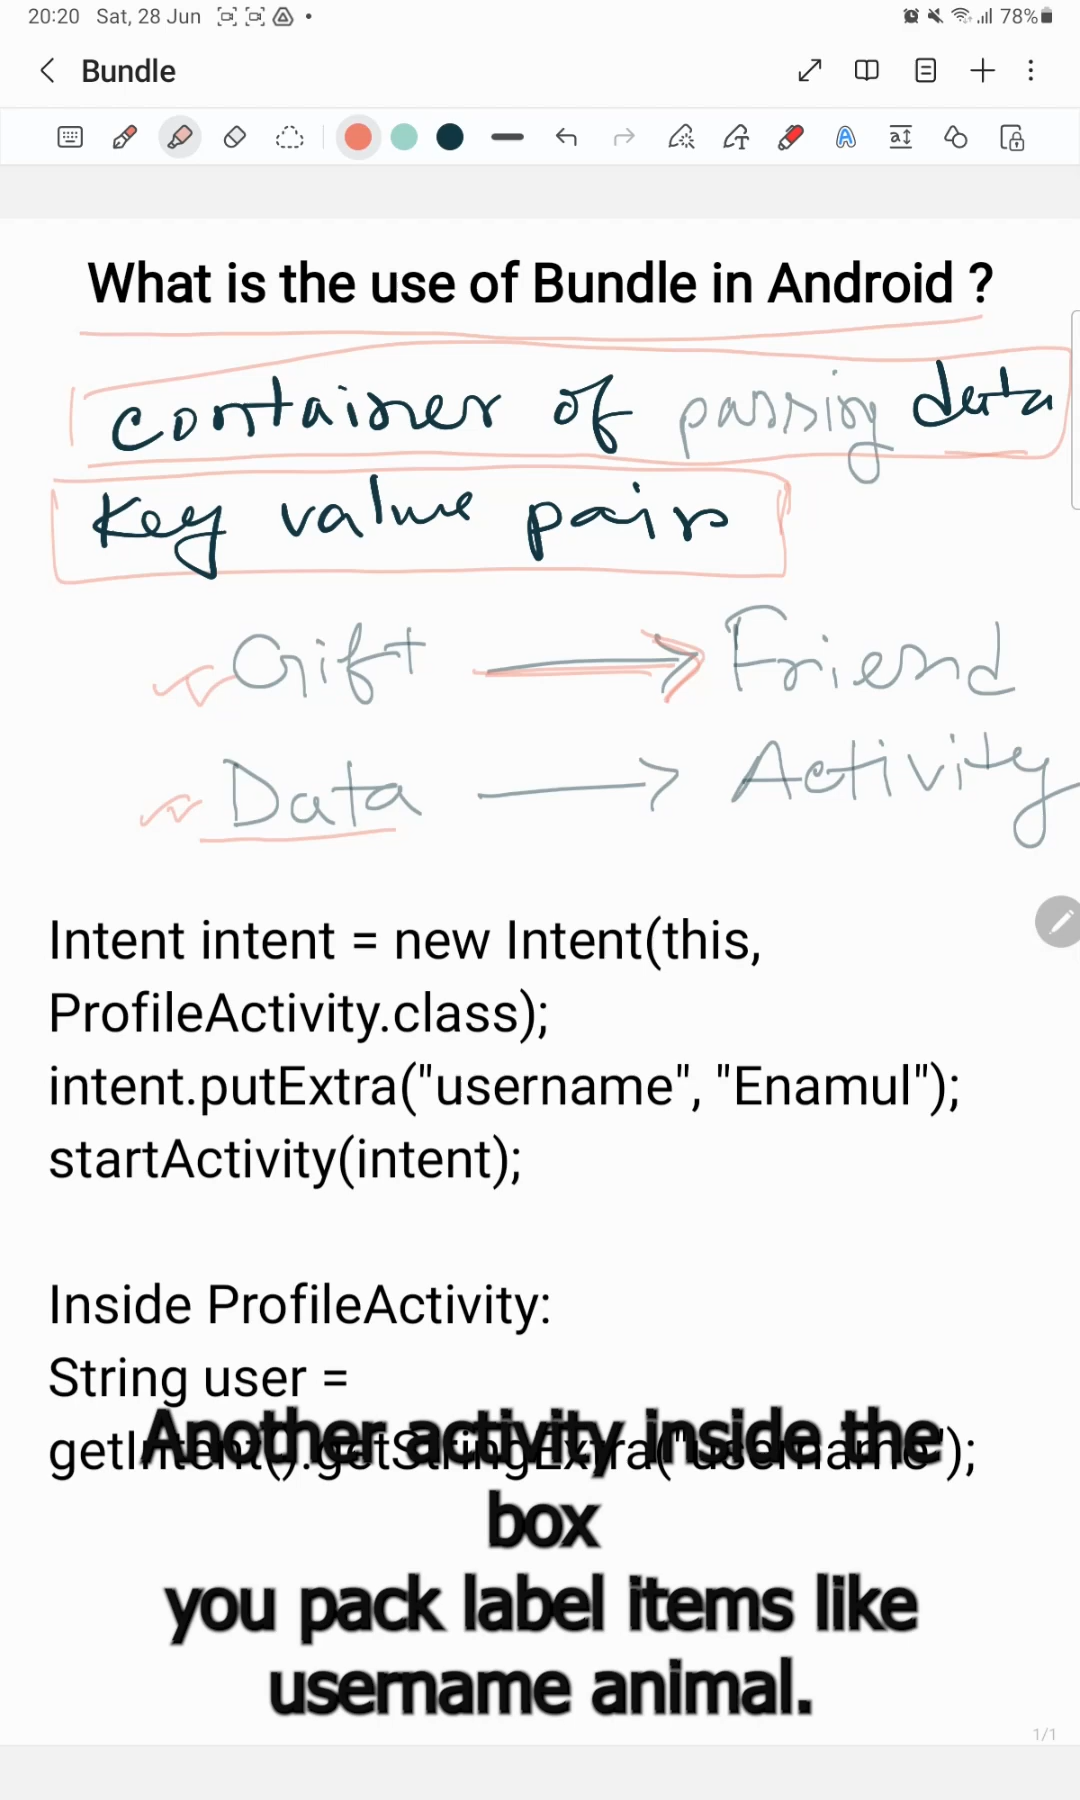 20:20 Sat, 28 Jun
78%
Bundle
What is the use of Bundle in Android ?
container of passing data
Key value pairs
Gift → Friend
Data → Activity
Intent intent = new Intent(this,
ProfileActivity.class);
intent.putExtra("username", "Enamul");
startActivity(intent);
Inside ProfileActivity:
String user =
getIntent().getStringExtra("username");
Another activity inside the
box
you pack label items like
username animal.
1/1